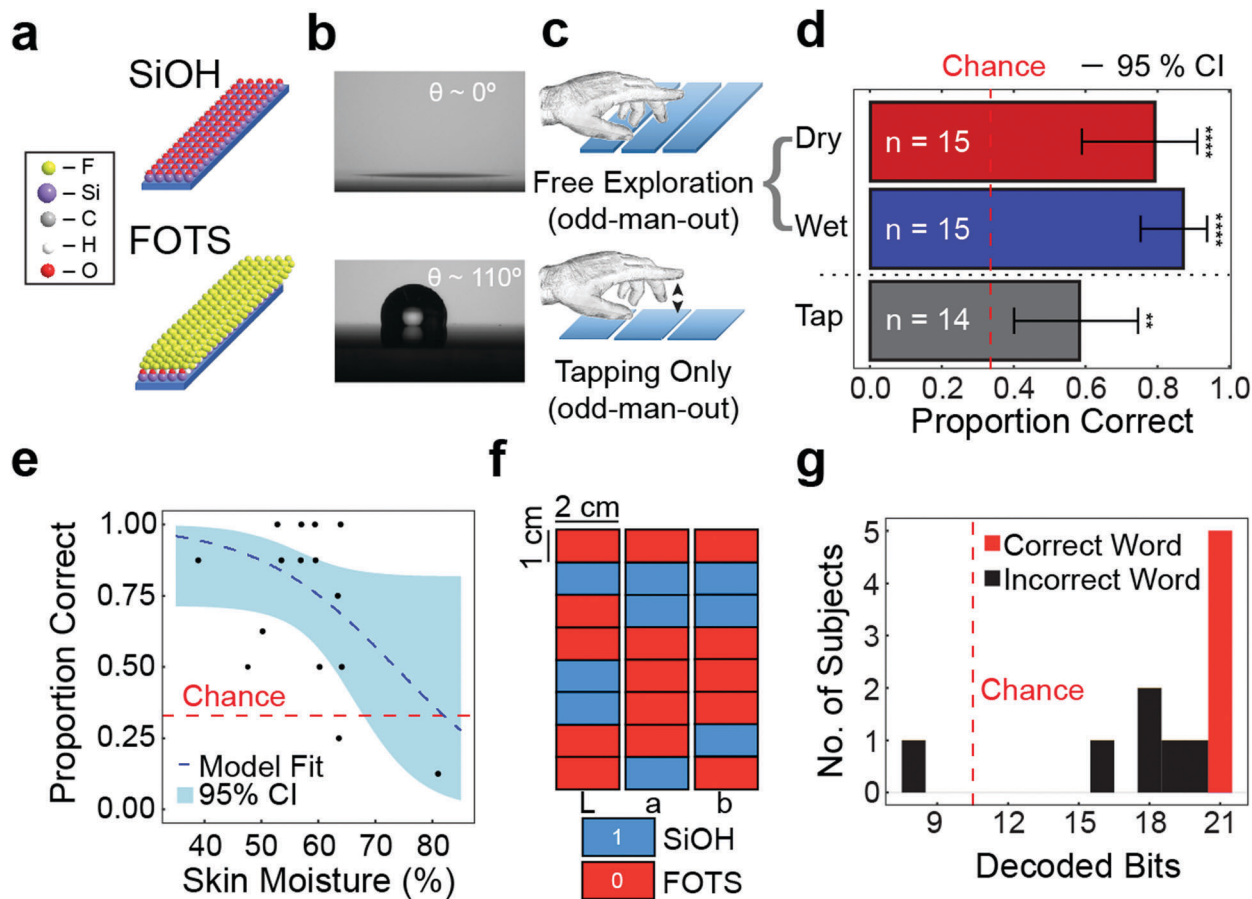 a
SiOH
– F
– Si
– C
– H
– O
FOTS
b
θ ~ 0º
θ ~ 110º
c
Free Exploration
(odd-man-out)
Tapping Only
(odd-man-out)
d
Chance
– 95 % CI
Dry
n = 15
****
Wet
n = 15
****
Tap
n = 14
**
0.0 0.2 0.4 0.6 0.8 1.0
Proportion Correct
e
Proportion Correct
1.00
0.75
0.50
0.25
0.00
Chance
Model Fit
95% CI
40 50 60 70 80
Skin Moisture (%)
f
2 cm
1 cm
L a b
1 SiOH
0 FOTS
g
No. of Subjects
5
4
3
2
1
0
Correct Word
Incorrect Word
Chance
9 12 15 18 21
Decoded Bits